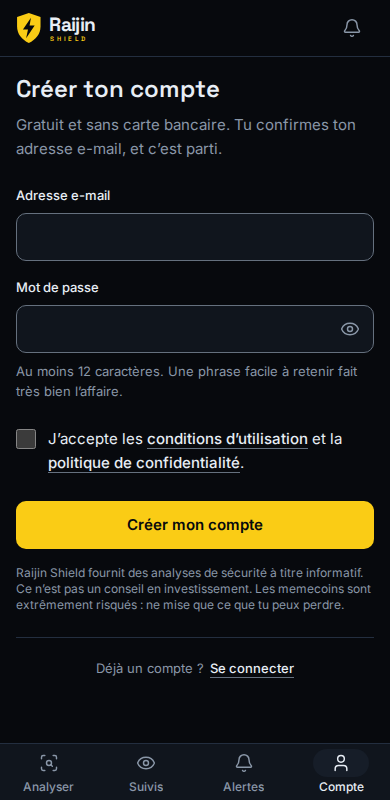 Raijin
SHIELD
Créer ton compte
Gratuit et sans carte bancaire. Tu confirmes ton
adresse e-mail, et c’est parti.
Adresse e-mail
Mot de passe
Au moins 12 caractères. Une phrase facile à retenir fait
très bien l’affaire.
J’accepte les conditions d’utilisation et la
politique de confidentialité.
Créer mon compte
Raijin Shield fournit des analyses de sécurité à titre informatif.
Ce n’est pas un conseil en investissement. Les memecoins sont
extrêmement risqués : ne mise que ce que tu peux perdre.
Déjà un compte ? Se connecter
Analyser Suivis Alertes Compte